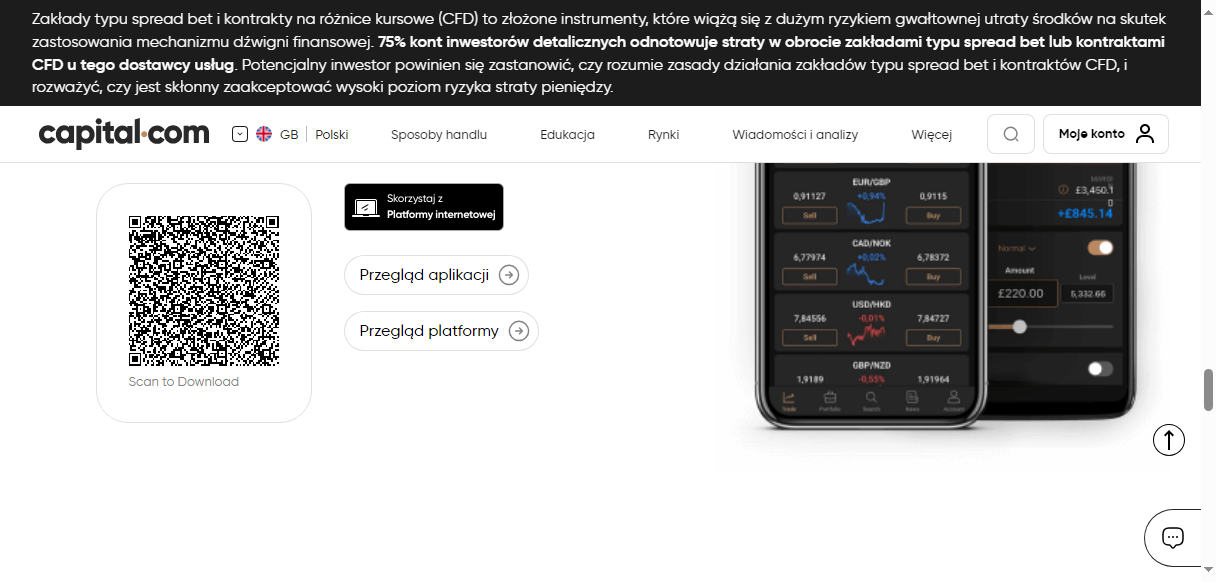 Zakłady typu spread bet i kontrakty na różnice kursowe (CFD) to złożone instrumenty, które wiążą się z dużym ryzykiem gwałtownej utraty środków na skutek
zastosowania mechanizmu dźwigni finansowej. 75% kont inwestorów detalicznych odnotowuje straty w obrocie zakładami typu spread bet lub kontraktami
CFD u tego dostawcy usług. Potencjalny inwestor powinien się zastanowić, czy rozumie zasady działania zakładów typu spread bet i kontraktów CFD, i
rozważyć, czy jest skłonny zaakceptować wysoki poziom ryzyka straty pieniędzy.
capital.com
GB Polski
Sposoby handlu
Edukacja
Rynki
Wiadomości i analizy
Więcej
Moje konto
Scan to Download
Skorzystaj z
Platformy internetowej
Przegląd aplikacji
Przegląd platformy
EUR/GBP
0,91127 +0,94% 0,9115
Sell Buy
CAD/NOK
6,77974 +0,02% 6,78372
Sell Buy
USD/HKD
7,84556 -0,01% 7,84727
Sell Buy
GBP/NZD
1,9189 -0,55% 1,91964
Trade Portfolio Search News Account
£3,450.1
0
+£845.14
Normal
Amount Level
£220.00 5,332.66